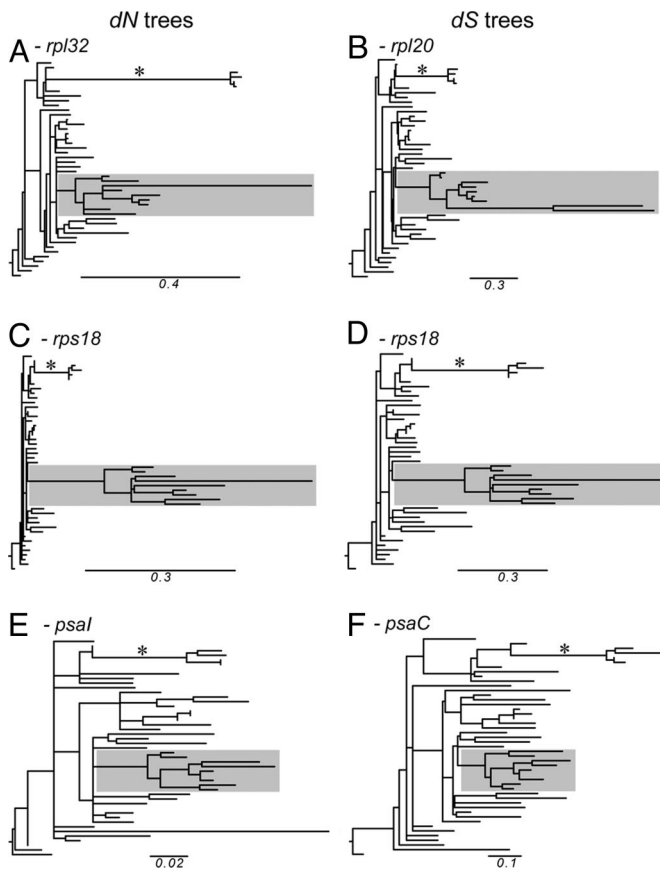 dN trees
dS trees
A - rpl32
*
0.4
B - rpl20
*
0.3
C - rps18
*
0.3
D - rps18
*
0.3
E - psaI
*
0.02
F - psaC
*
0.1